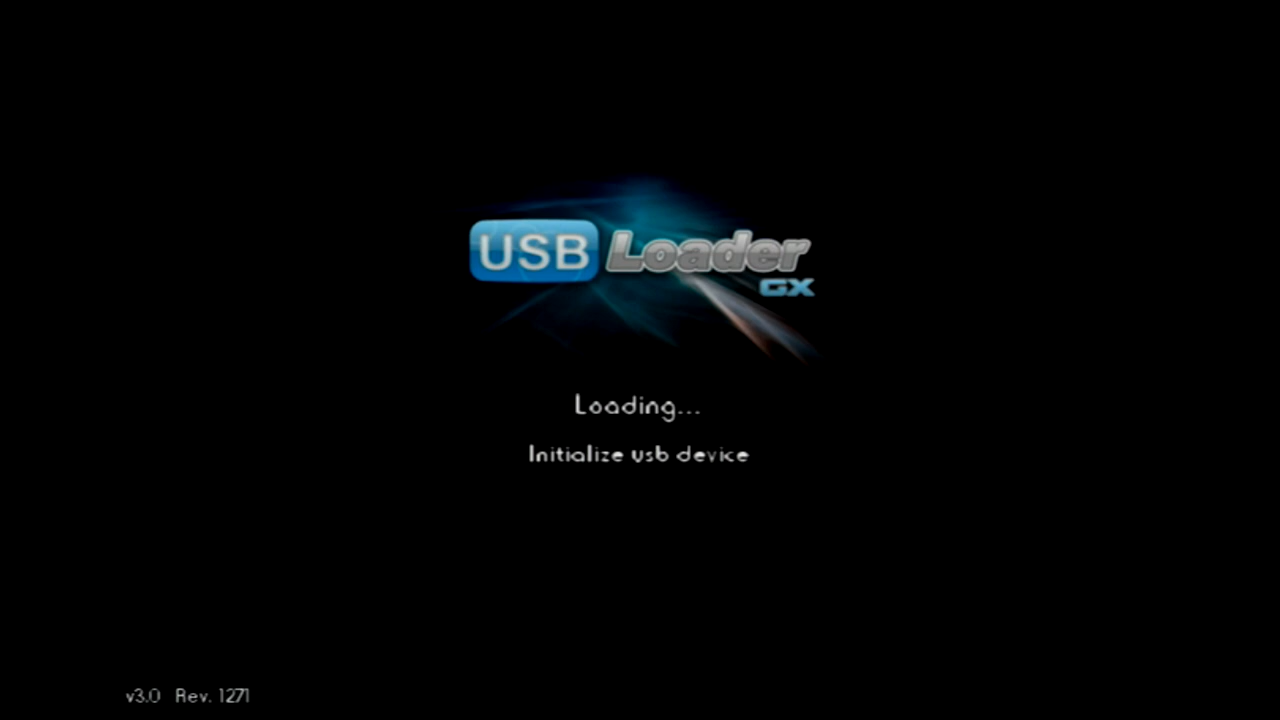 USB Loader
GX
Loading...
Initialize usb device
v3.0 Rev. 1271